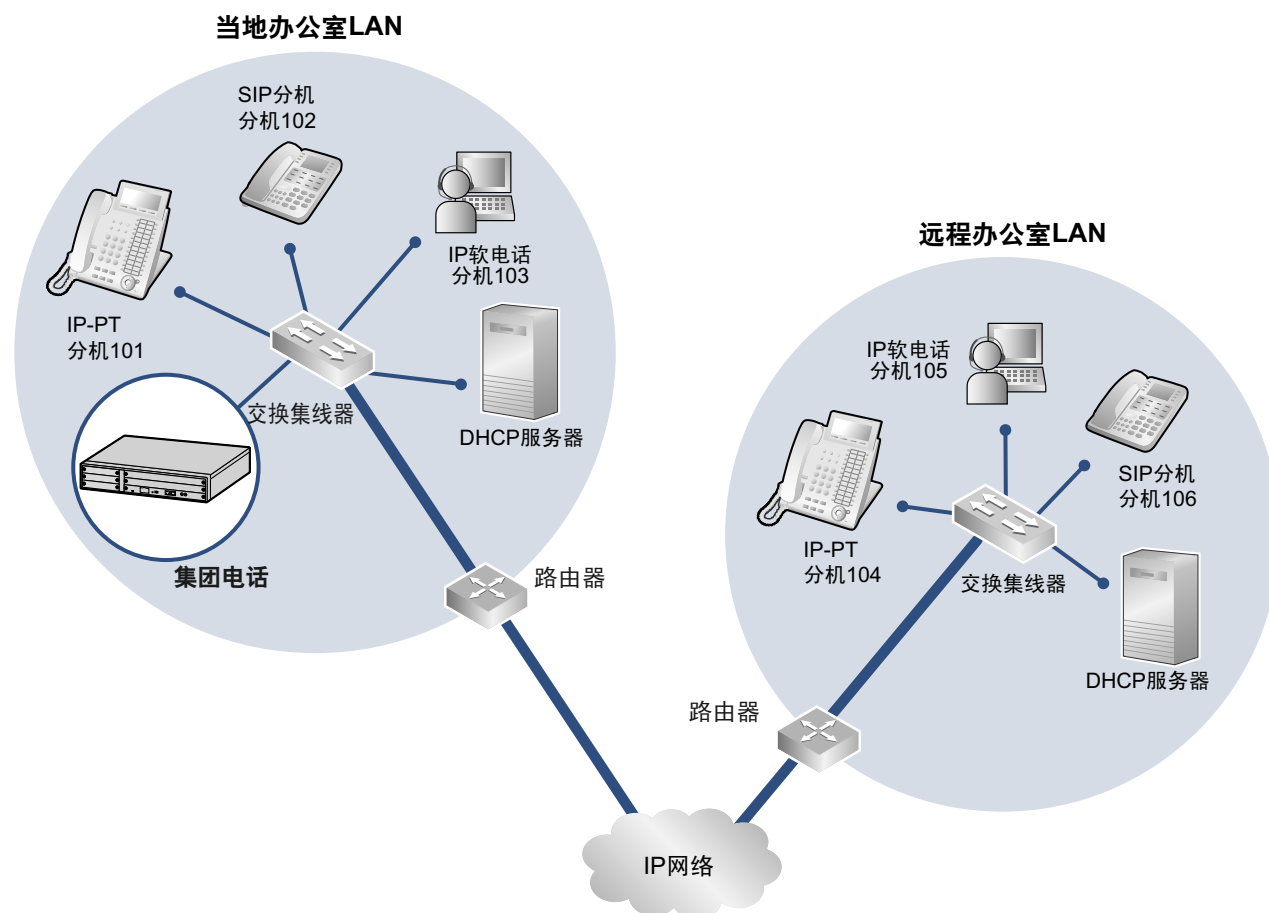 当地办公室LAN
SIP分机
分机102
IP软电话
分机103
IP-PT
分机101
交换集线器
DHCP服务器
集团电话
路由器
远程办公室LAN
IP软电话
分机105
SIP分机
分机106
IP-PT
分机104
交换集线器
DHCP服务器
路由器
IP网络